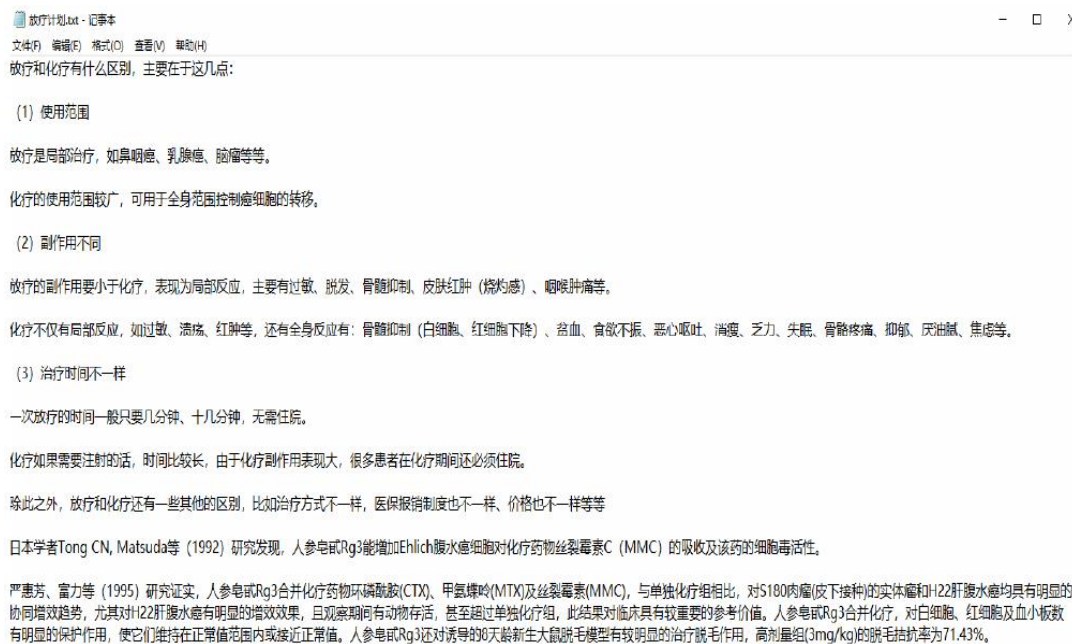 放疗计划.txt - 记事本
文件(F) 编辑(E) 格式(O) 查看(V) 帮助(H)
放疗和化疗有什么区别，主要在于这几点：
（1）使用范围
放疗是局部治疗，如鼻咽癌、乳腺癌、脑瘤等等。
化疗的使用范围较广，可用于全身范围控制癌细胞的转移。
（2）副作用不同
放疗的副作用要小于化疗，表现为局部反应，主要有过敏、脱发、骨髓抑制、皮肤红肿（烧灼感）、咽喉肿痛等。
化疗不仅有局部反应，如过敏、溃疡、红肿等，还有全身反应有：骨髓抑制（白细胞、红细胞下降）、贫血、食欲不振、恶心呕吐、消瘦、乏力、失眠、骨骼疼痛、抑郁、厌油腻、焦虑等。
（3）治疗时间不一样
一次放疗的时间一般只要几分钟、十几分钟，无需住院。
化疗如果需要注射的话，时间比较长，由于化疗副作用表现大，很多患者在化疗期间还必须住院。
除此之外，放疗和化疗还有一些其他的区别，比如治疗方式不一样，医保报销制度也不一样、价格也不一样等等
日本学者Tong CN, Matsuda等（1992）研究发现，人参皂甙Rg3能增加Ehlich腹水癌细胞对化疗药物丝裂霉素C（MMC）的吸收及该药的细胞毒活性。
严惠芳、富力等（1995）研究证实，人参皂甙Rg3合并化疗药物环磷酰胺(CTX)、甲氨蝶呤(MTX)及丝裂霉素(MMC)，与单独化疗组相比，对S180肉瘤(皮下接种)的实体瘤和H22肝腹水癌均具有明显的
协同增效趋势，尤其对H22肝腹水癌有明显的增效效果，且观察期间有动物存活，甚至超过单独化疗组，此结果对临床具有较重要的参考价值。人参皂甙Rg3合并化疗，对白细胞、红细胞及血小板数
有明显的保护作用，使它们维持在正常值范围内或接近正常值。人参皂甙Rg3还对诱导的8天龄新生大鼠脱毛模型有较明显的治疗脱毛作用，高剂量组(3mg/kg)的脱毛拮抗率为71.43%。